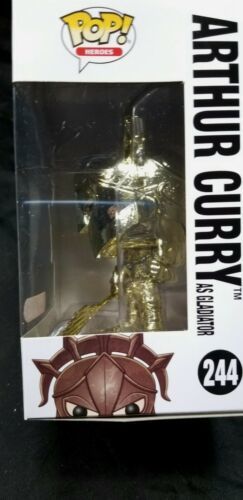 POP!
HEROES
ARTHUR CURRY™
AS GLADIATOR
244